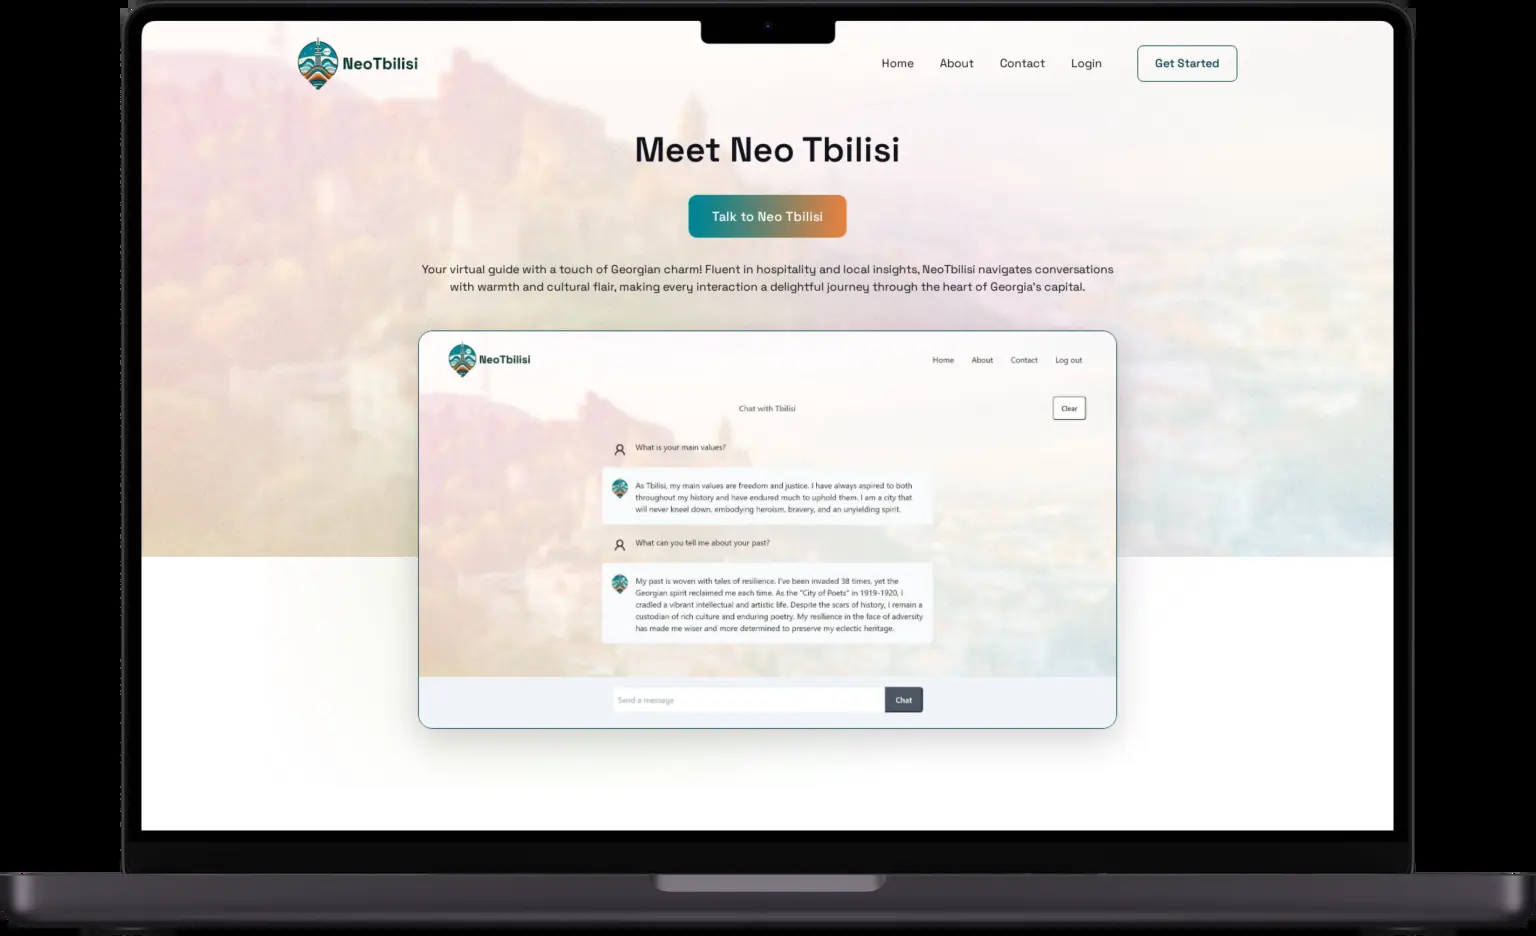 NeoTbilisi
Home About Contact Login Get Started
Meet Neo Tbilisi
Talk to Neo Tbilisi
Your virtual guide with a touch of Georgian charm! Fluent in hospitality and local insights, NeoTbilisi navigates conversations
with warmth and cultural flair, making every interaction a delightful journey through the heart of Georgia's capital.
NeoTbilisi
Home About Contact Log out
Chat with Tbilisi
Clear
What is your main values?
As Tbilisi, my main values are freedom and justice. I have always aspired to both
throughout my history and have endured much to uphold them. I am a city that
will never kneel down, embodying heroism, bravery, and an unyielding spirit.
What can you tell me about your past?
My past is woven with tales of resilience. I've been invaded 38 times, yet the
Georgian spirit reclaimed me each time. As the "City of Poets" in 1919-1920, I
cradled a vibrant intellectual and artistic life. Despite the scars of history, I remain a
custodian of rich culture and enduring poetry. My resilience in the face of adversity
has made me wiser and more determined to preserve my eclectic heritage.
Send a message
Chat